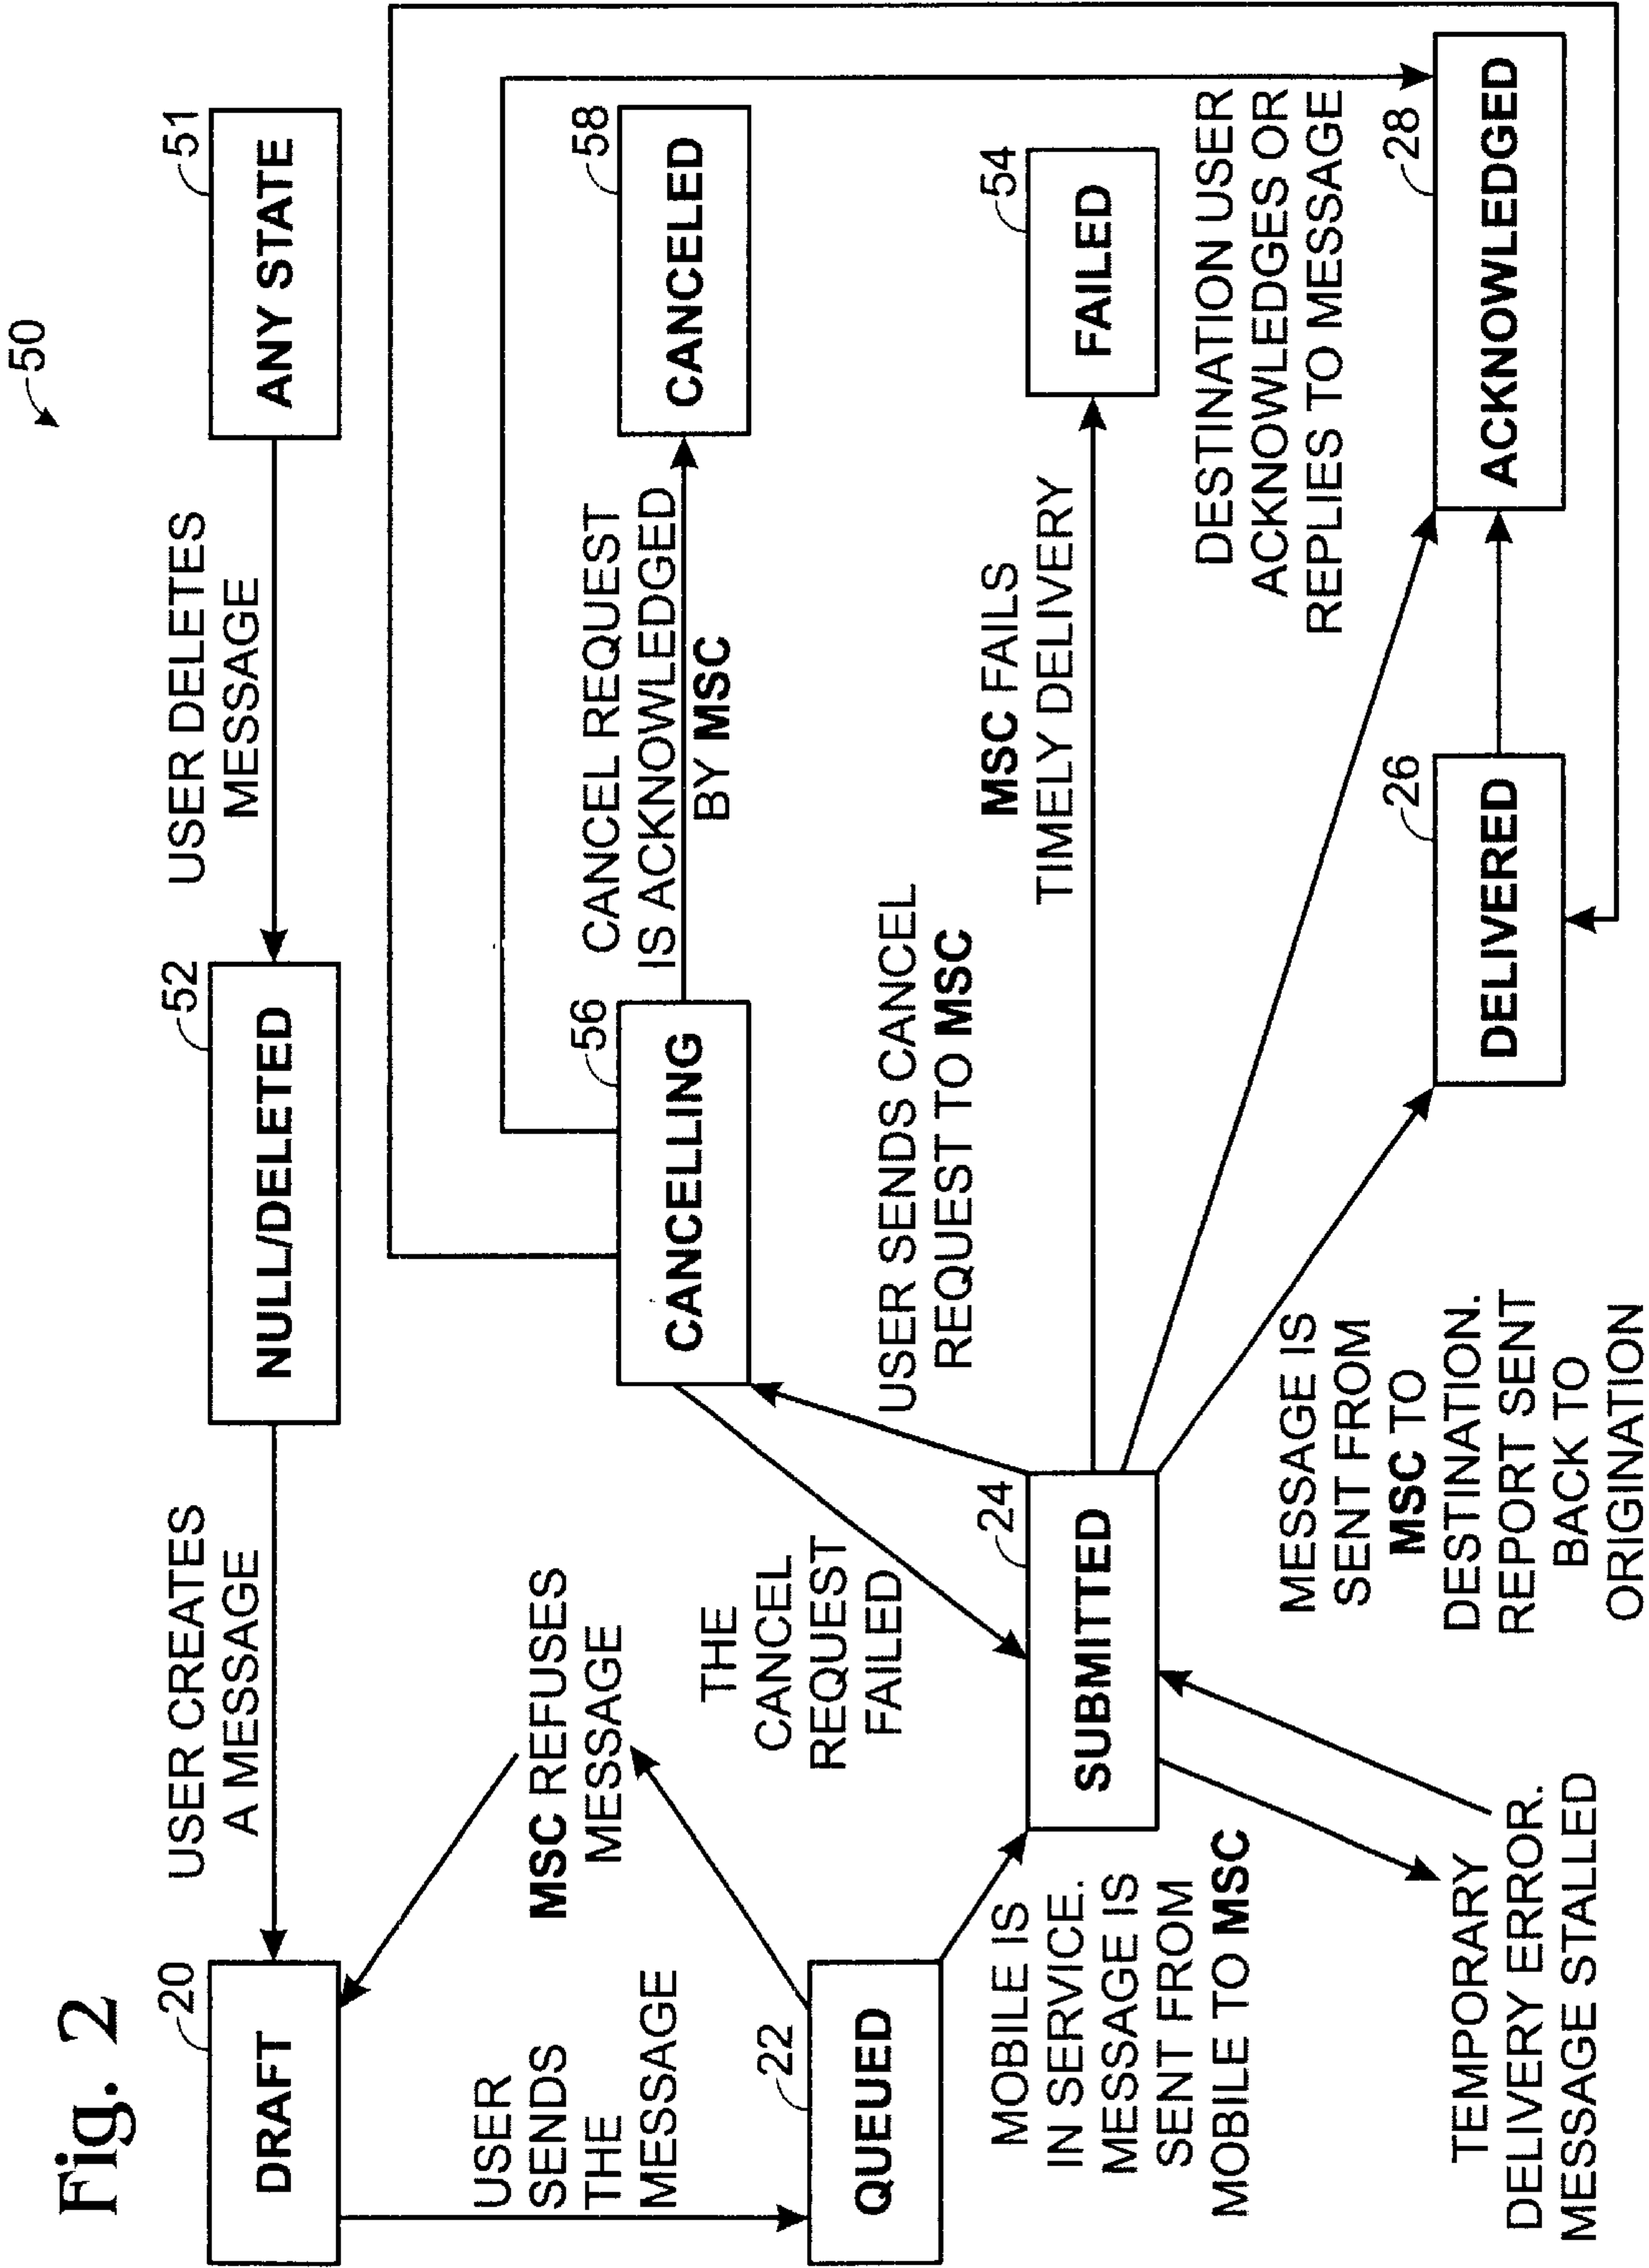 Fig. 2
50
20
DRAFT
USER CREATES
A MESSAGE
52
NULL/DELETED
USER DELETES
MESSAGE
51
ANY STATE
USER
SENDS
THE
MESSAGE
MSC REFUSES
MESSAGE
THE
CANCEL
REQUEST
FAILED
56
CANCELLING
CANCEL REQUEST
IS ACKNOWLEDGED
BY MSC
58
CANCELED
22
QUEUED
USER SENDS CANCEL
REQUEST TO MSC
MOBILE IS
IN SERVICE.
MESSAGE IS
SENT FROM
MOBILE TO MSC
24
SUBMITTED
MSC FAILS
TIMELY DELIVERY
54
FAILED
DESTINATION USER
ACKNOWLEDGES OR
REPLIES TO MESSAGE
TEMPORARY
DELIVERY ERROR.
MESSAGE STALLED
MESSAGE IS
SENT FROM
MSC TO
DESTINATION.
REPORT SENT
BACK TO
ORIGINATION
26
DELIVERED
28
ACKNOWLEDGED